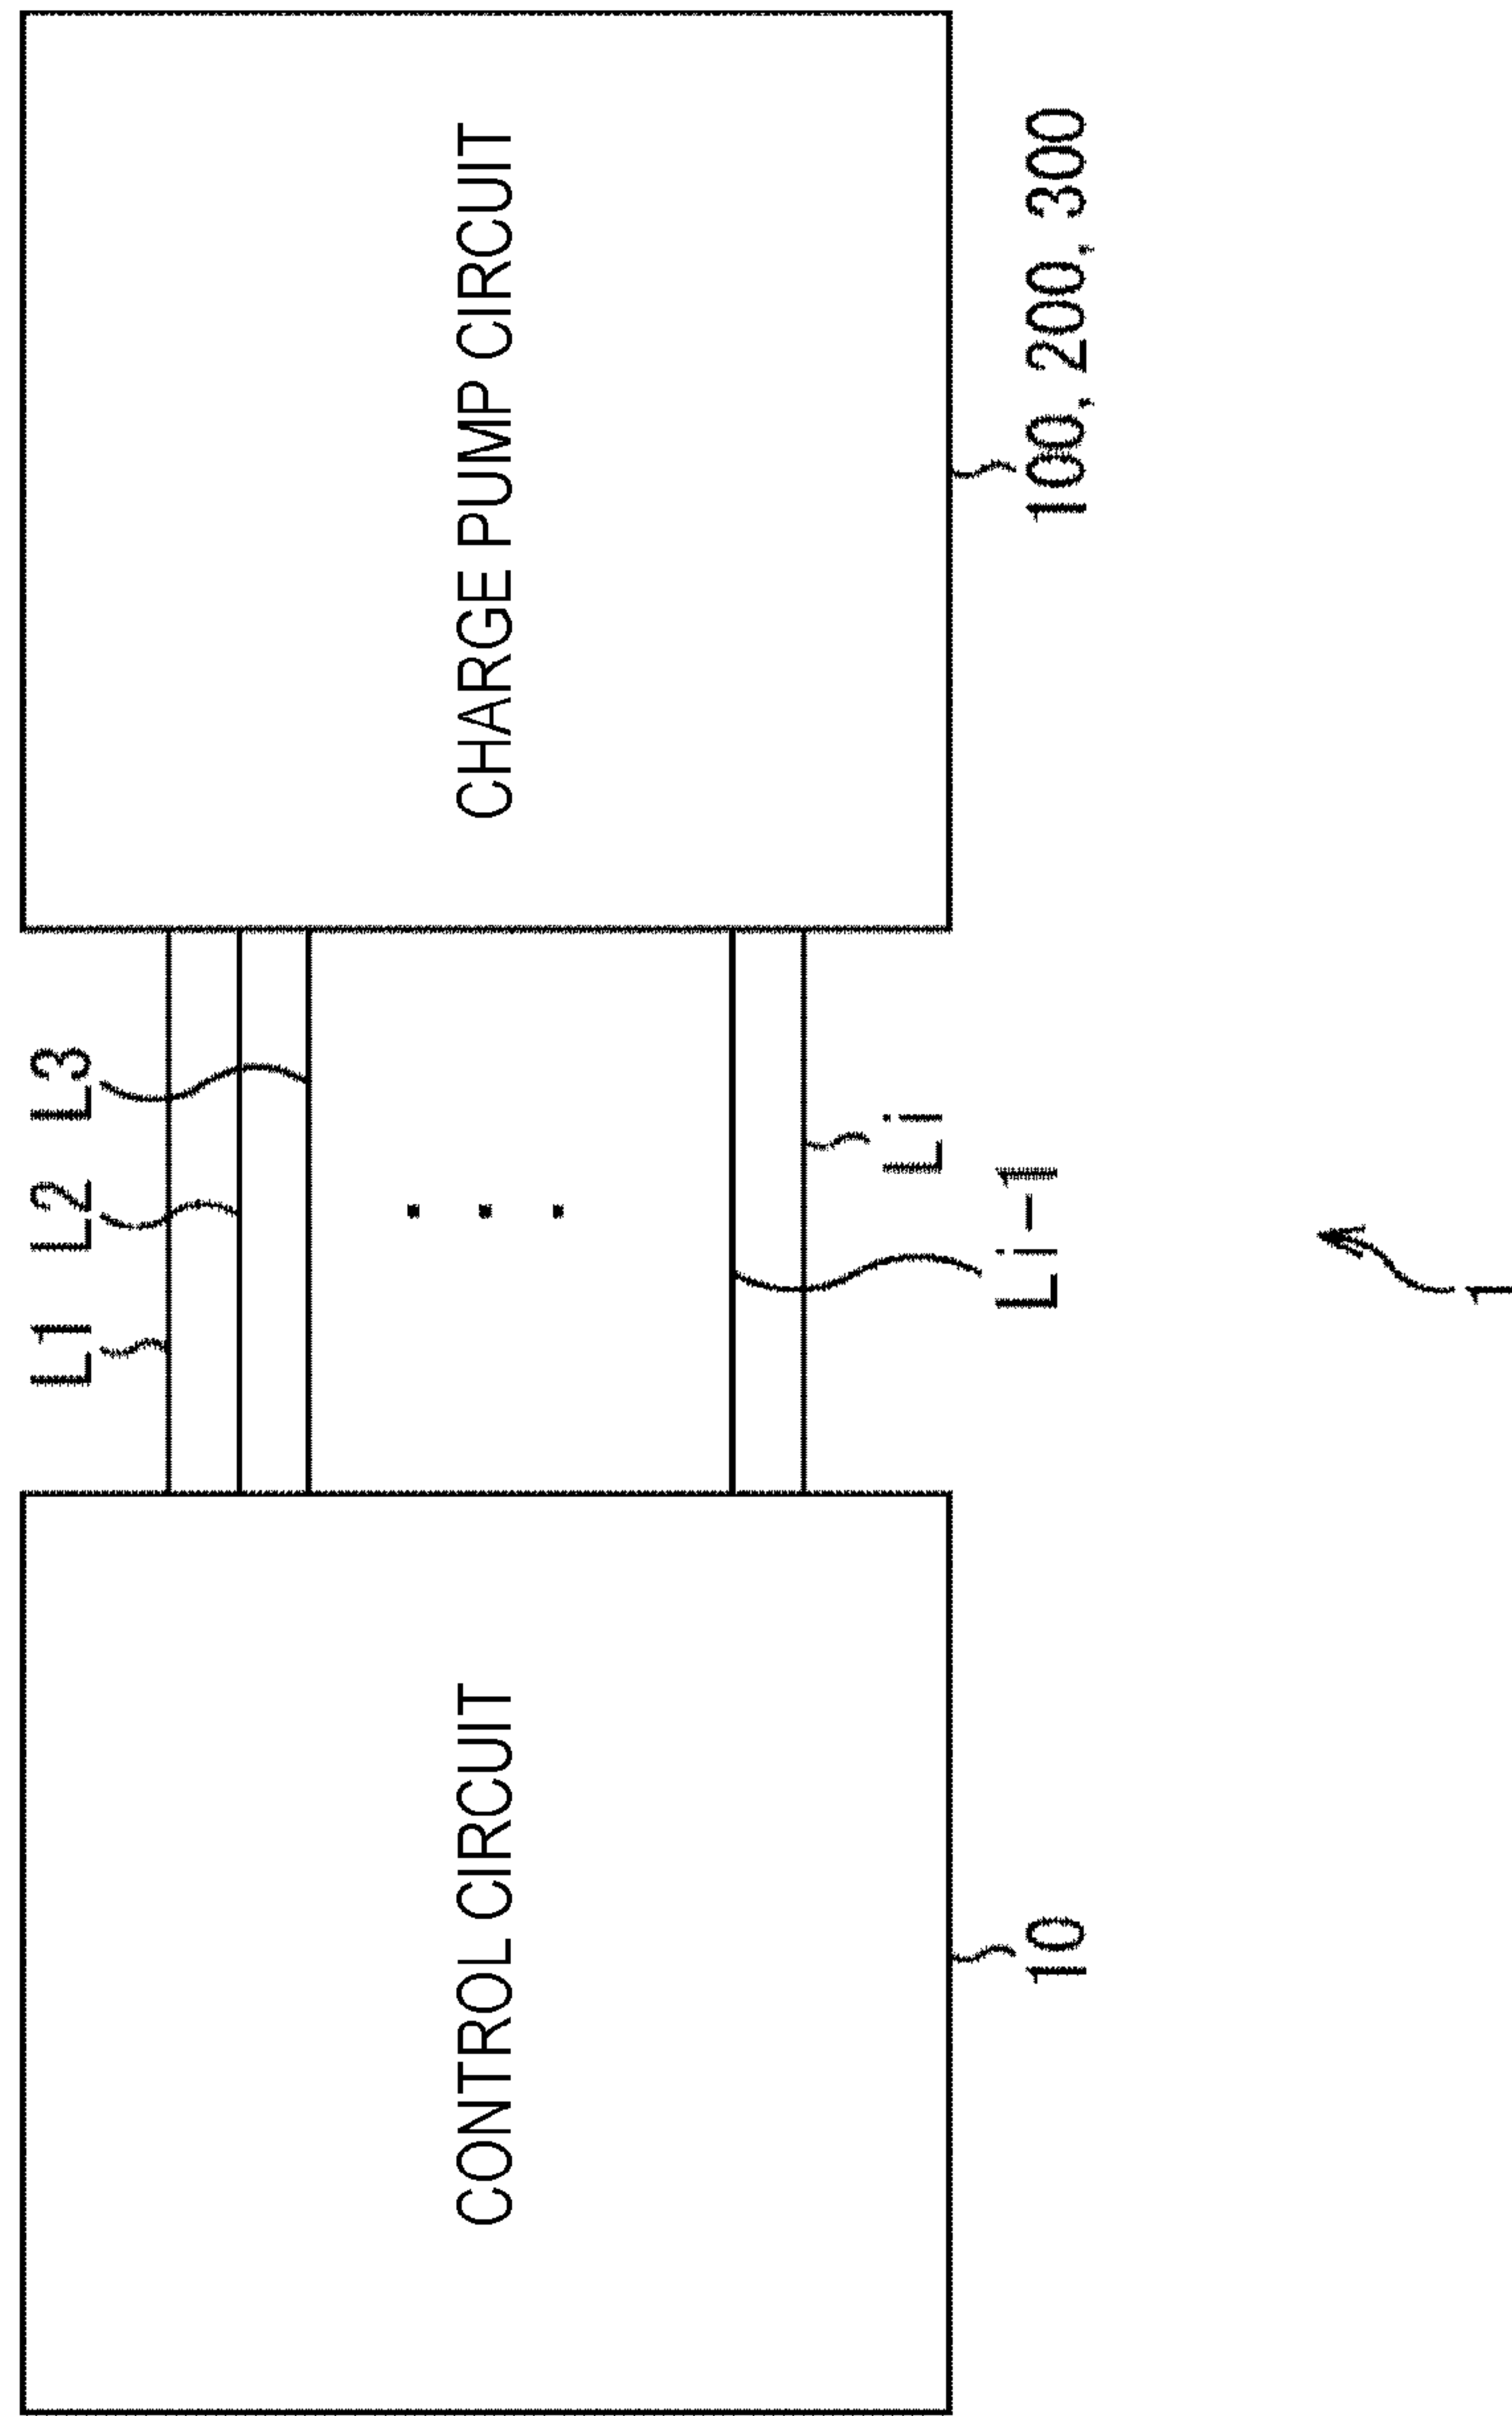 L1 L2 L3
CONTROL CIRCUIT
CHARGE PUMP CIRCUIT
Li
Li-1
10
100, 200, 300
1